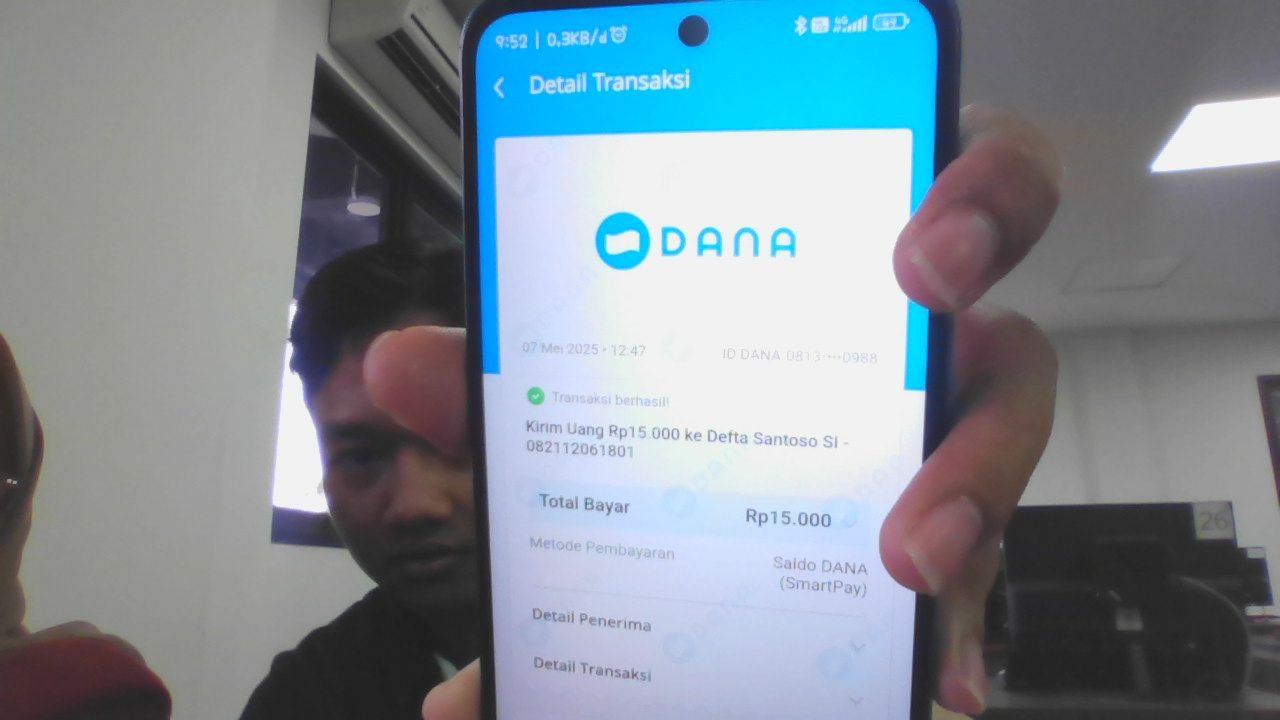 9:52 | 0,3KB/d
4G
49
Detail Transaksi
DANA
07 Mei 2025 • 12:47
ID DANA 0813····0988
Transaksi berhasil!
Kirim Uang Rp15.000 ke Defta Santoso SI -
082112061801
Total Bayar
Rp15.000
Metode Pembayaran
Saldo DANA
(SmartPay)
Detail Penerima
Detail Transaksi
26